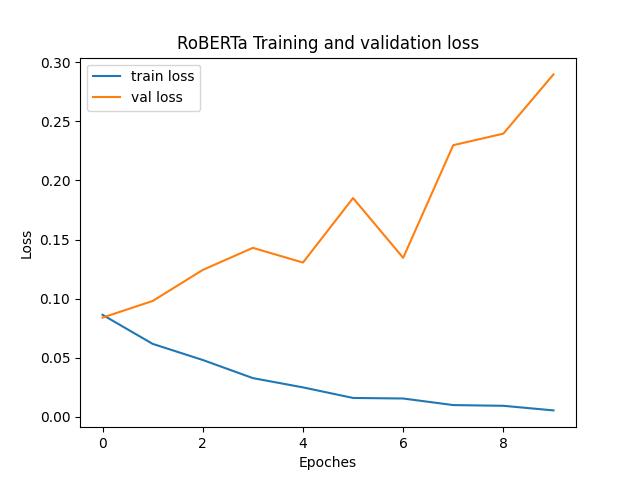 RoBERTa Training and validation loss
train loss
val loss
0.30
0.25
0.20
0.15
0.10
0.05
0.00
Loss
0 2 4 6 8
Epoches